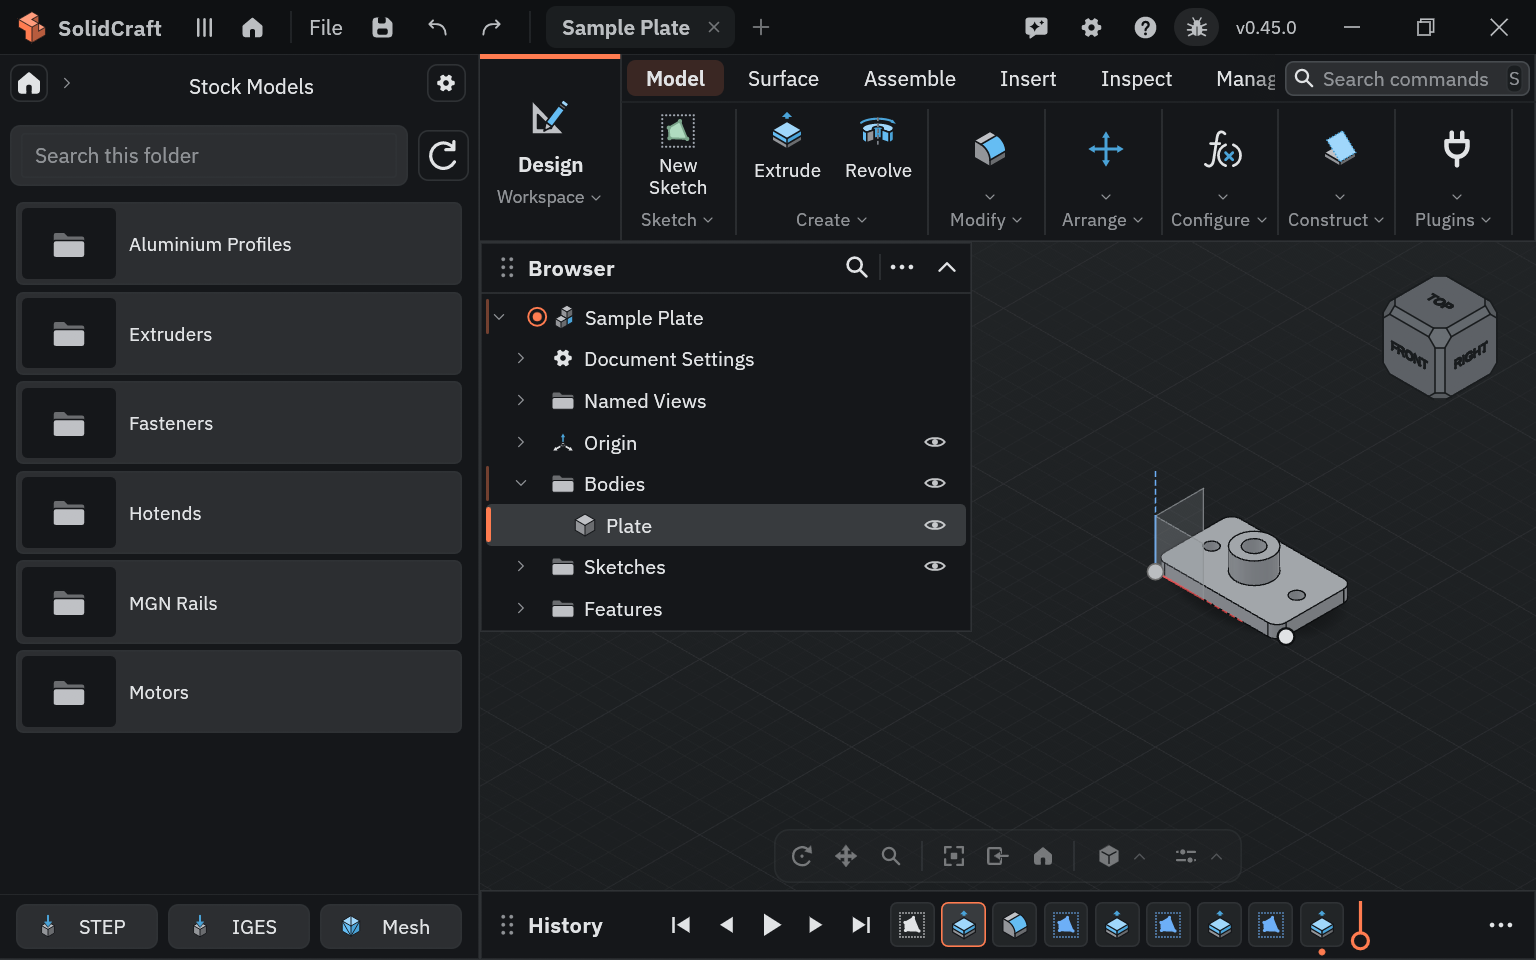 SolidCraft
File
Sample Plate
v0.45.0
Stock Models
Search this folder
Aluminium Profiles
Extruders
Fasteners
Hotends
MGN Rails
Motors
STEP
IGES
Mesh
Design
Workspace
Model
Surface
Assemble
Insert
Inspect
Manag
Search commands
S
New
Sketch
Sketch
Extrude
Revolve
Create
Modify
Arrange
Configure
Construct
Plugins
Browser
Sample Plate
Document Settings
Named Views
Origin
Bodies
Plate
Sketches
Features
TOP
FRONT
RIGHT
History